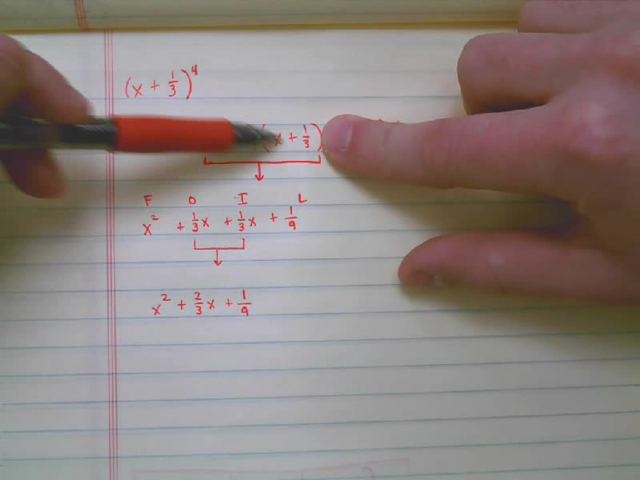 (x + 1/3)^4
(x + 1/3)
F O I L
x^2 + 1/3x + 1/3x + 1/9
x^2 + 2/3x + 1/9